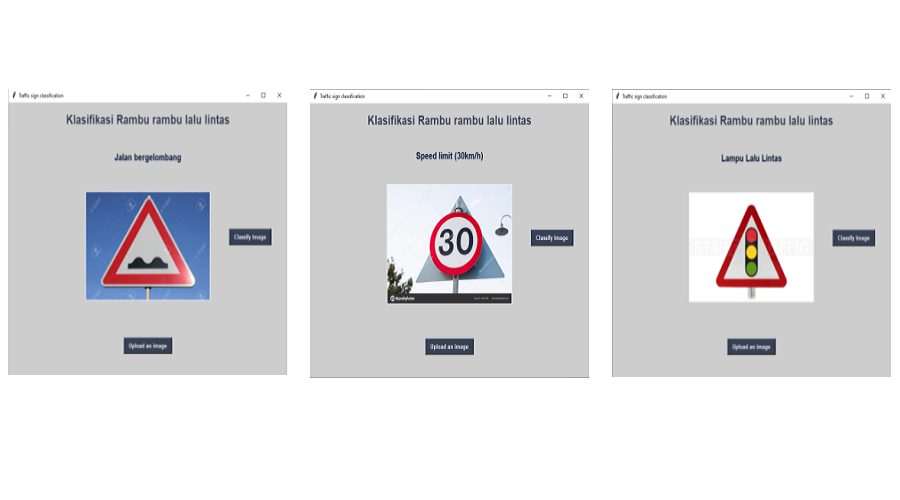 Traffic sign classification
Klasifikasi Rambu rambu lalu lintas
Jalan bergelombang
Classify Image
Upload an image
Traffic sign classification
Klasifikasi Rambu rambu lalu lintas
Speed limit (30km/h)
30
depositphotos
Classify Image
Upload an image
Traffic sign classification
Klasifikasi Rambu rambu lalu lintas
Lampu Lalu Lintas
Classify Image
Upload an image